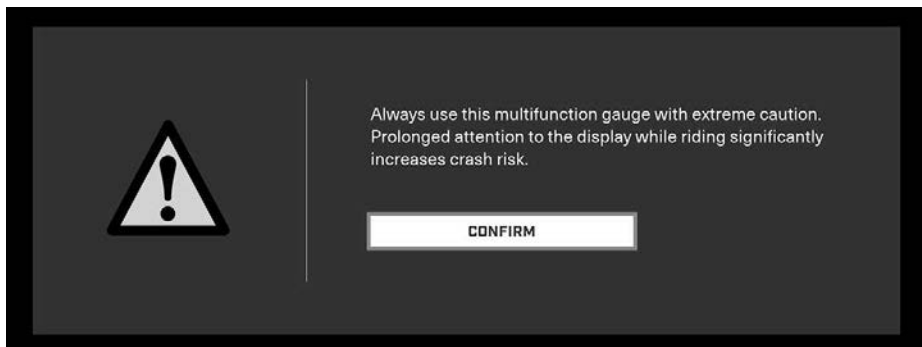 Always use this multifunction gauge with extreme caution.
Prolonged attention to the display while riding significantly
increases crash risk.
CONFIRM